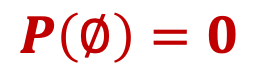 P(∅) = 0